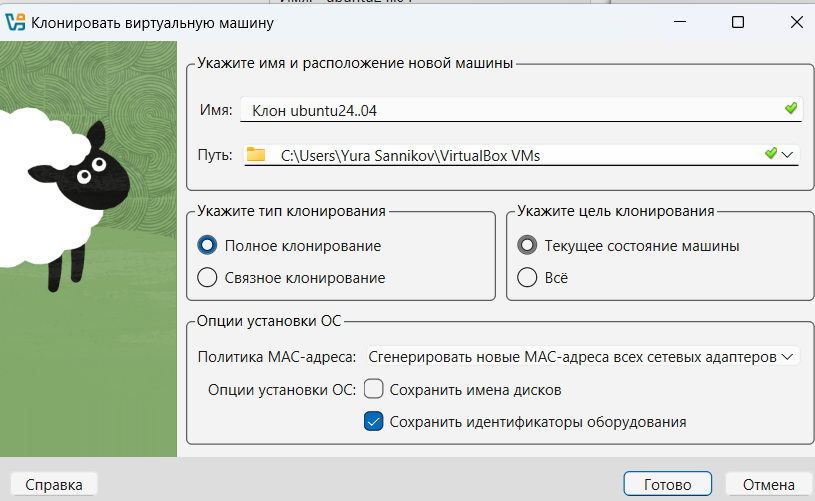 Клонировать виртуальную машину
Укажите имя и расположение новой машины
Имя: Клон ubuntu24..04
Путь: C:\Users\Yura Sannikov\VirtualBox VMs
Укажите тип клонирования
Полное клонирование
Связное клонирование
Укажите цель клонирования
Текущее состояние машины
Всё
Опции установки ОС
Политика MAC-адреса: Сгенерировать новые MAC-адреса всех сетевых адаптеров
Опции установки ОС: Сохранить имена дисков
Сохранить идентификаторы оборудования
Справка
Готово
Отмена